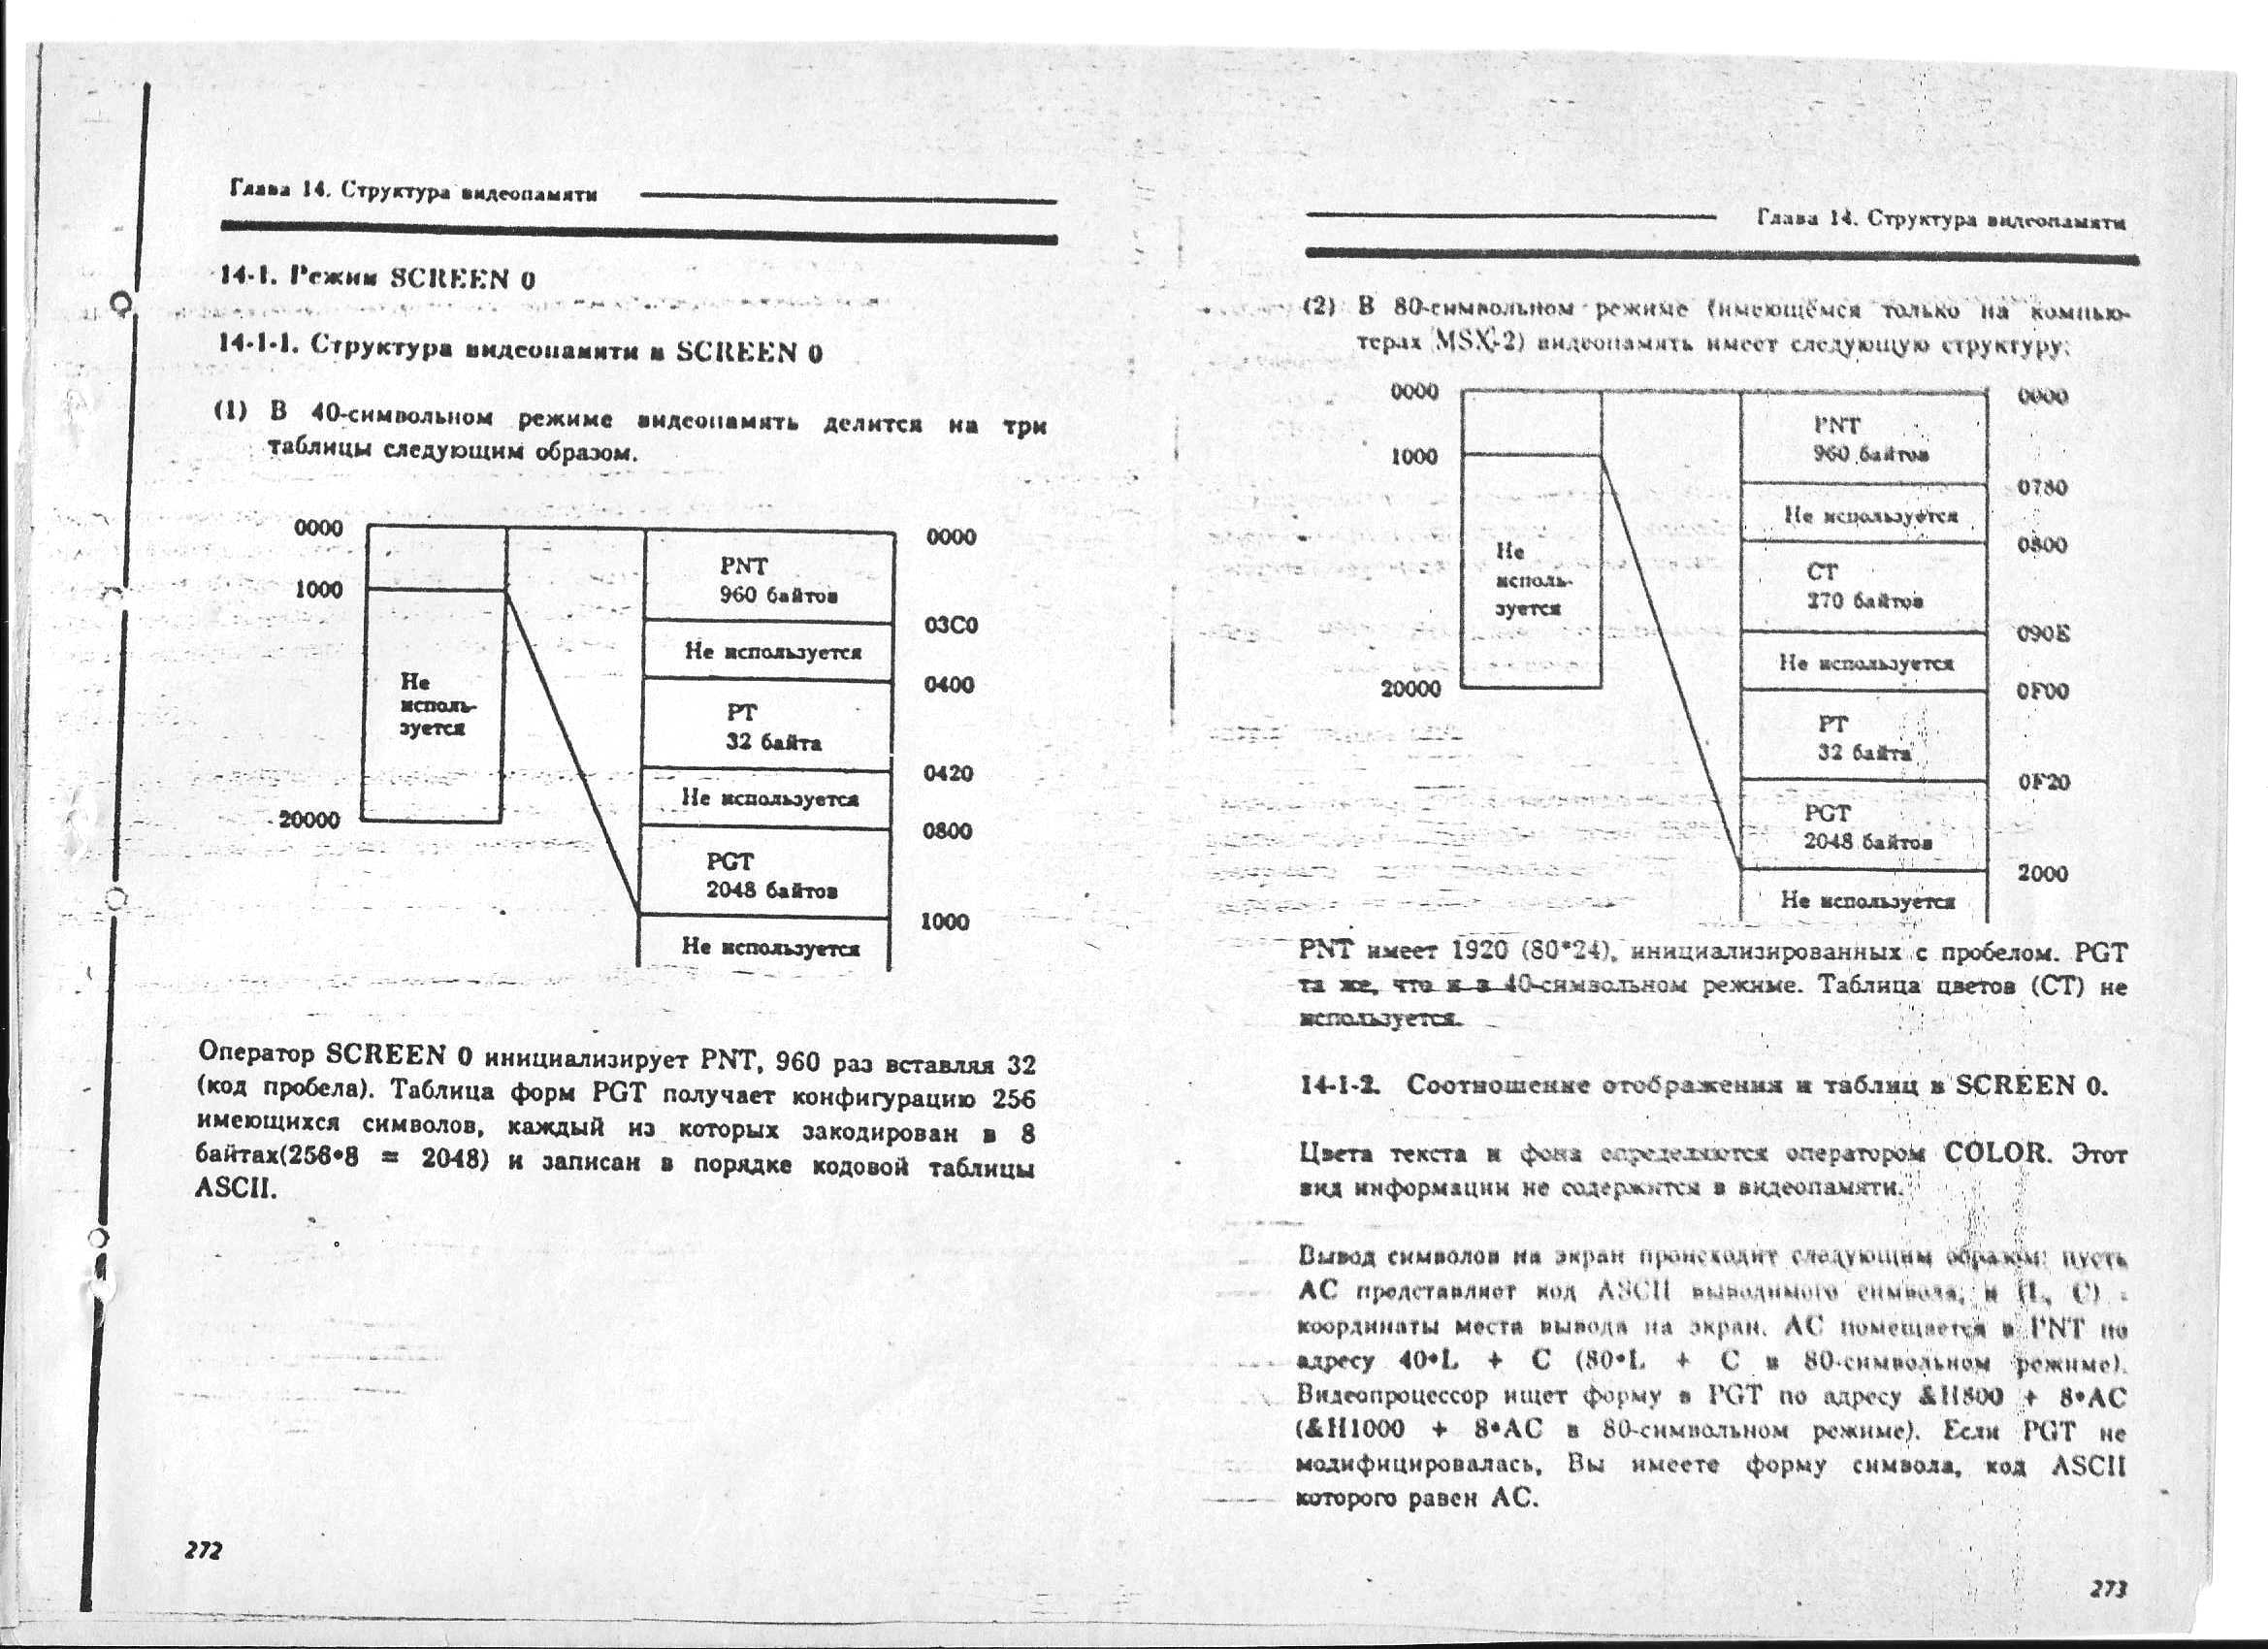 Глава 14. Структура видеопамяти
14-1. Режим SCREEN 0
14-1-1. Структура видеопамяти в SCREEN 0
(1) В 40-символьном режиме видеопамять делится на три
таблицы следующим образом.
0000
1000
20000
Не
исполь-
зуется
PNT
960 байтов
Не используется
PT
32 байта
Не используется
PGT
2048 байтов
Не используется
0000
03C0
0400
0420
0800
1000
Оператор SCREEN 0 инициализирует PNT, 960 раз вставляя 32
(код пробела). Таблица форм PGT получает конфигурацию 256
имеющихся символов, каждый из которых закодирован в 8
байтах(256*8 = 2048) и записан в порядке кодовой таблицы
ASCII.
272
Глава 14. Структура видеопамяти
(2) В 80-символьном режиме (имеющемся только на компью-
терах MSX-2) видеопамять имеет следующую структуру:
0000
1000
20000
Не
исполь-
зуется
PNT
960 байтов
Не используется
CT
270 байтов
Не используется
PT
32 байта
PGT
2048 байтов
Не используется
0000
0780
0800
090E
0F00
0F20
2000
PNT имеет 1920 (80*24), инициализированных с пробелом. PGT
та же, что и в 40-символьном режиме. Таблица цветов (CT) не
используется.
14-1-2. Соотношение отображения и таблиц в SCREEN 0.
Цвета текста и фона определяются оператором COLOR. Этот
вид информации не содержится в видеопамяти.
Вывод символов на экран происходит следующим образом: пусть
AC представляет код ASCII выводимого символа, и (L, C) -
координаты места вывода на экран. AC помещается в PNT по
адресу 40*L + C (80*L + C в 80-символьном режиме).
Видеопроцессор ищет форму в PGT по адресу &H800 + 8*AC
(&H1000 + 8*AC в 80-символьном режиме). Если PGT не
модифицировалась, Вы имеете форму символа, код ASCII
которого равен AC.
273